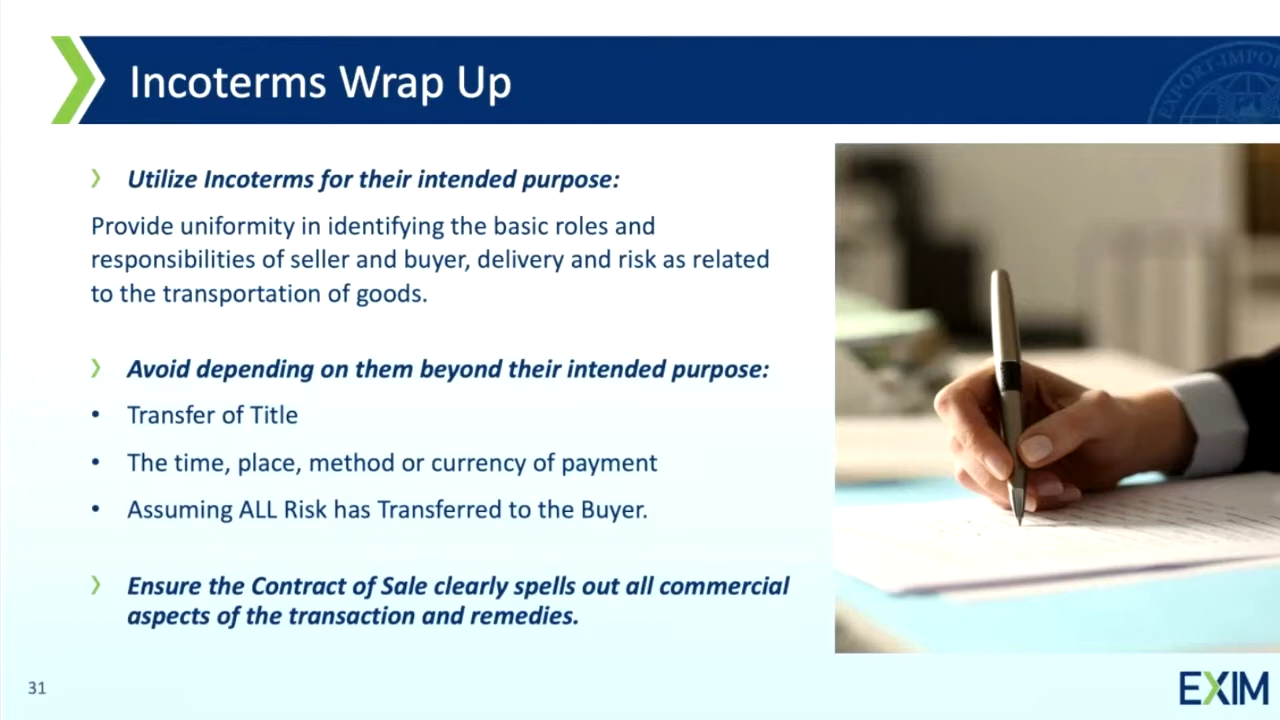 Incoterms Wrap Up
EXPORT-IMPO
› Utilize Incoterms for their intended purpose:
Provide uniformity in identifying the basic roles and
responsibilities of seller and buyer, delivery and risk as related
to the transportation of goods.
› Avoid depending on them beyond their intended purpose:
• Transfer of Title
• The time, place, method or currency of payment
• Assuming ALL Risk has Transferred to the Buyer.
› Ensure the Contract of Sale clearly spells out all commercial
aspects of the transaction and remedies.
31
EXIM